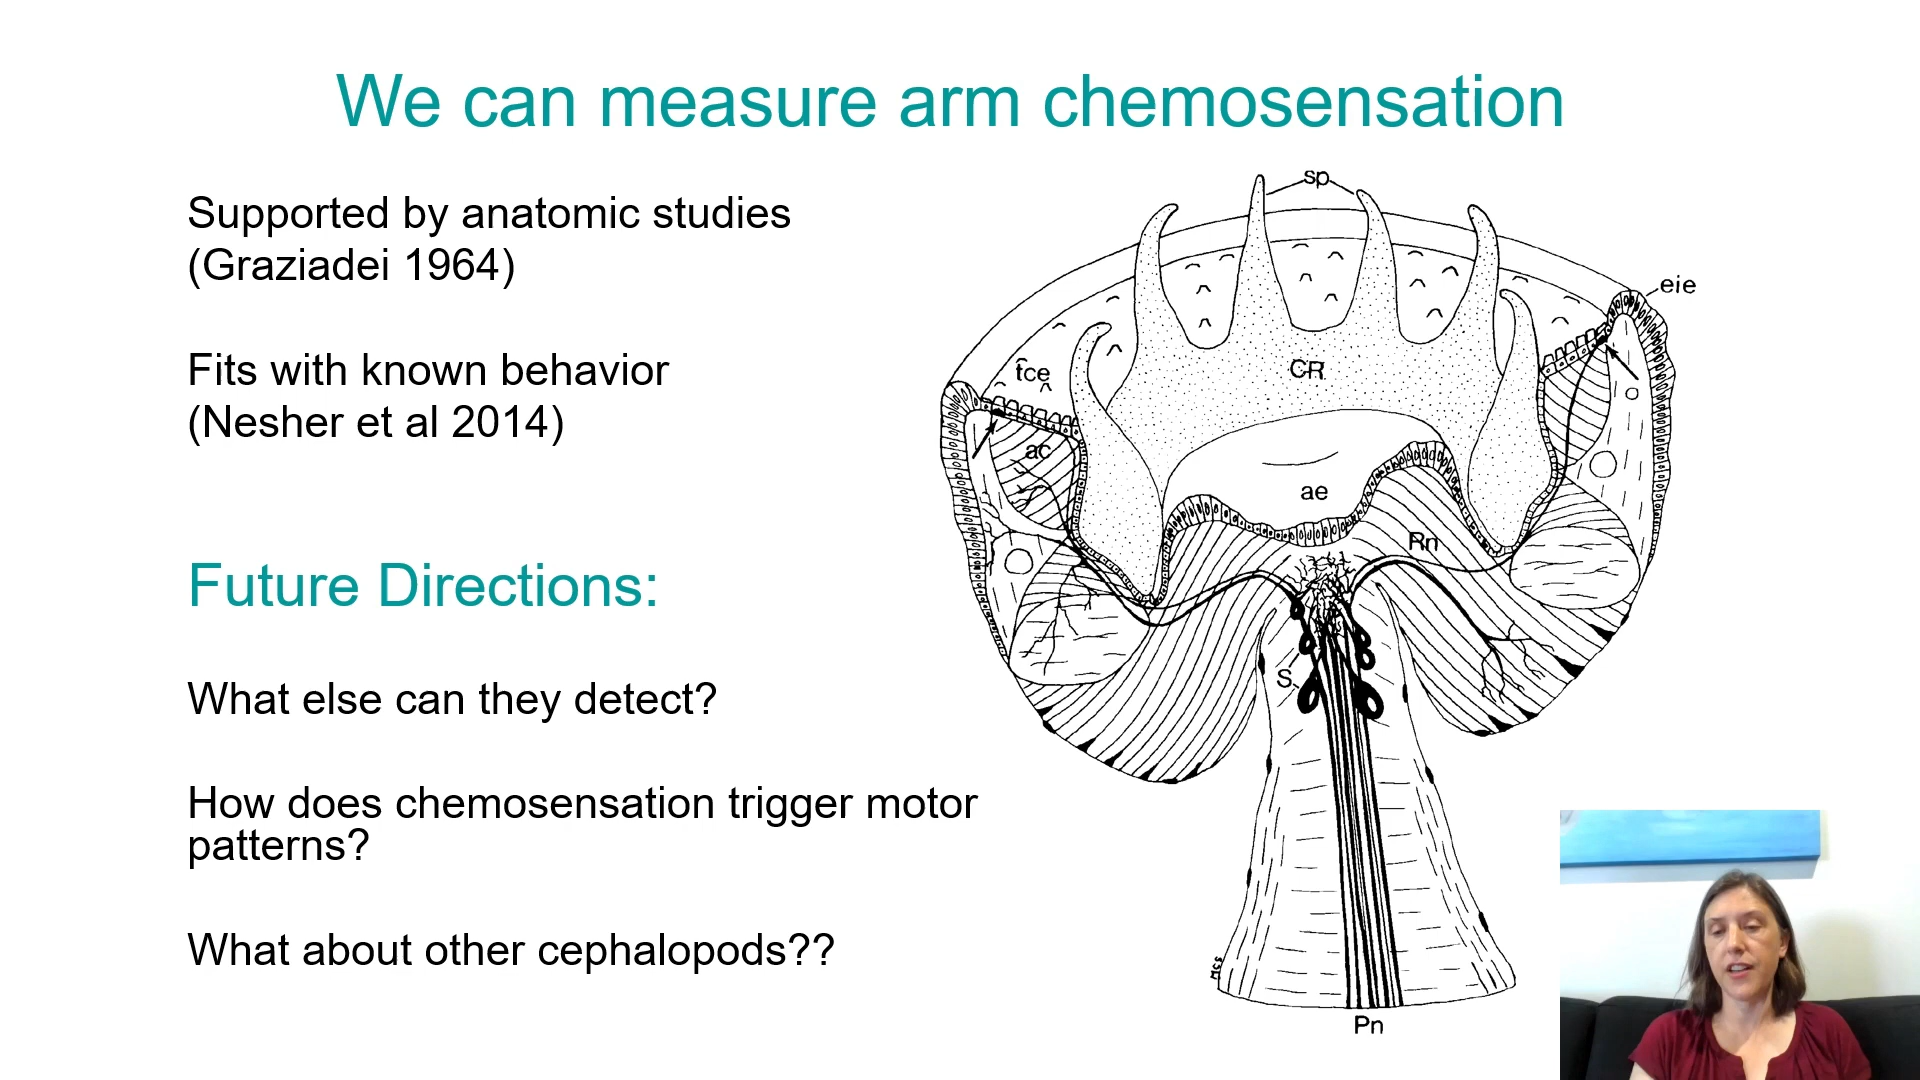 We can measure arm chemosensation
Supported by anatomic studies
(Graziadei 1964)
Fits with known behavior
(Nesher et al 2014)
Future Directions:
What else can they detect?
How does chemosensation trigger motor
patterns?
What about other cephalopods??
sp
eie
tce
CR
ac
ae
Rn
S
Pn